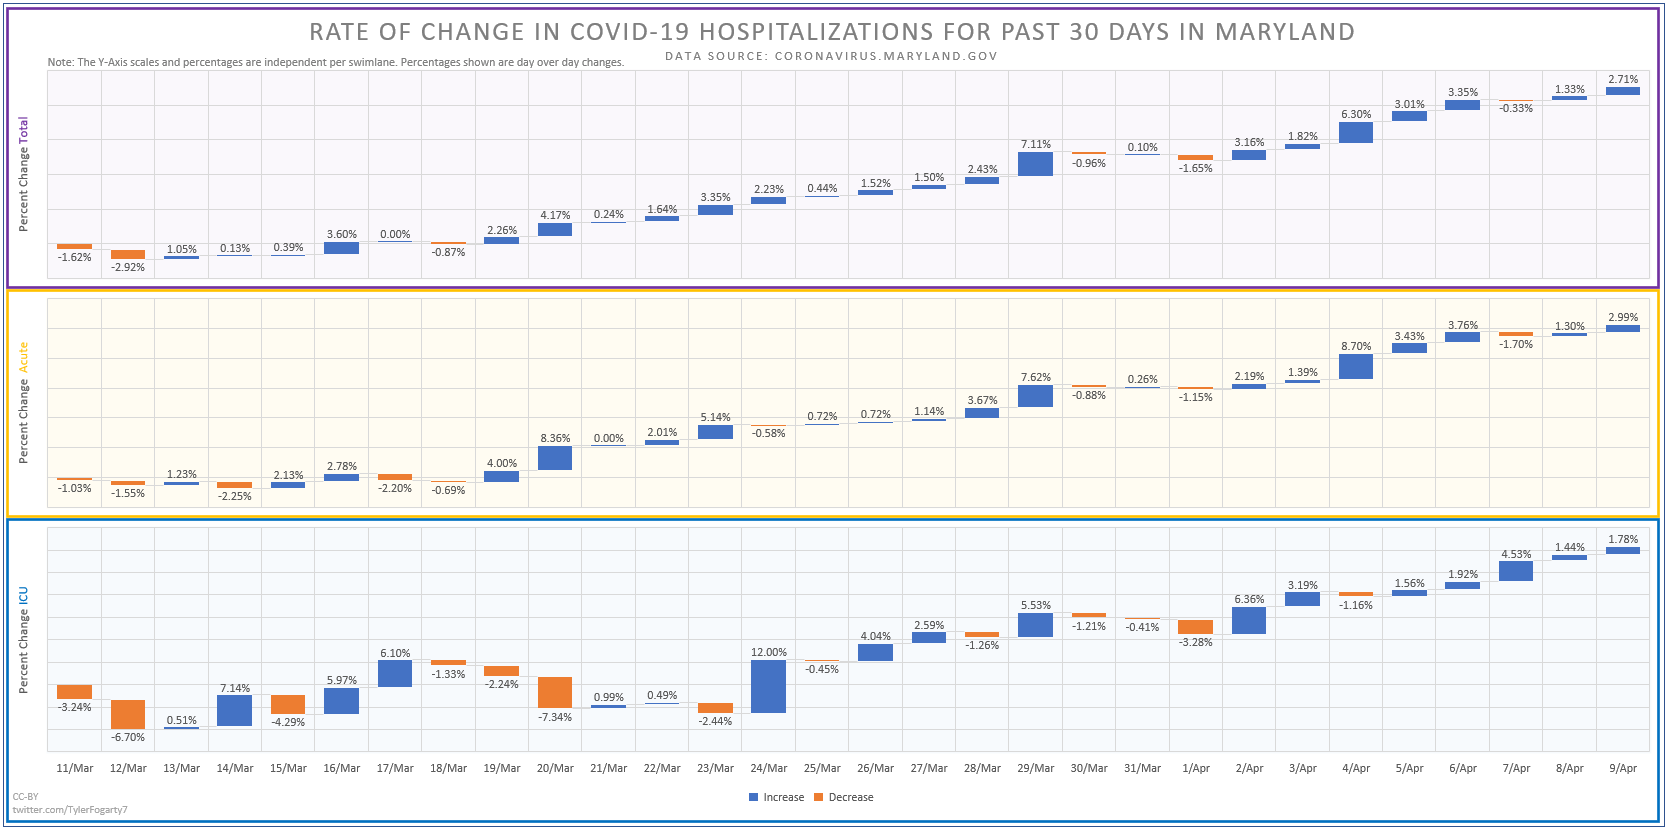 RATE OF CHANGE IN COVID-19 HOSPITALIZATIONS FOR PAST 30 DAYS IN MARYLAND
DATA SOURCE: CORONAVIRUS.MARYLAND.GOV
Note: The Y-Axis scales and percentages are independent per swimlane. Percentages shown are day over day changes.
Percent Change Total
-1.62% -2.92% 1.05% 0.13% 0.39% 3.60% 0.00% -0.87% 2.26% 4.17% 0.24% 1.64% 3.35% 2.23% 0.44% 1.52% 1.50% 2.43% 7.11% -0.96% 0.10% -1.65% 3.16% 1.82% 6.30% 3.01% 3.35% -0.33% 1.33% 2.71%
Percent Change Acute
-1.03% -1.55% 1.23% -2.25% 2.13% 2.78% -2.20% -0.69% 4.00% 8.36% 0.00% 2.01% 5.14% -0.58% 0.72% 0.72% 1.14% 3.67% 7.62% -0.88% 0.26% -1.15% 2.19% 1.39% 8.70% 3.43% 3.76% -1.70% 1.30% 2.99%
Percent Change ICU
-3.24% -6.70% 0.51% 7.14% -4.29% 5.97% 6.10% -1.33% -2.24% -7.34% 0.99% 0.49% -2.44% 12.00% -0.45% 4.04% 2.59% -1.26% 5.53% -1.21% -0.41% -3.28% 6.36% 3.19% -1.16% 1.56% 1.92% 4.53% 1.44% 1.78%
11/Mar 12/Mar 13/Mar 14/Mar 15/Mar 16/Mar 17/Mar 18/Mar 19/Mar 20/Mar 21/Mar 22/Mar 23/Mar 24/Mar 25/Mar 26/Mar 27/Mar 28/Mar 29/Mar 30/Mar 31/Mar 1/Apr 2/Apr 3/Apr 4/Apr 5/Apr 6/Apr 7/Apr 8/Apr 9/Apr
Increase Decrease
CC-BY
twitter.com/TylerFogarty7